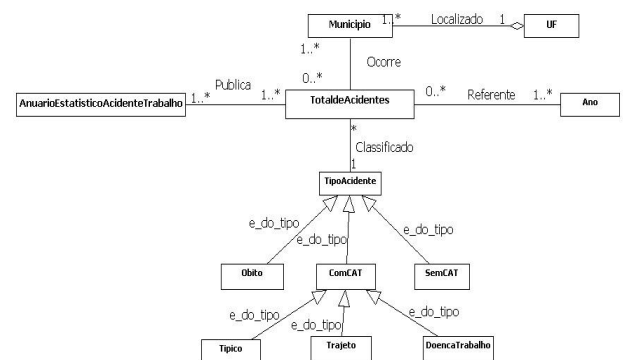 Municipio
1..*
Localizado
1
UF
1..*
Ocorre
0..*
AnuarioEstatisticoAcidenteTrabalho
1..*
Publica
1..*
TotaldeAcidentes
0..*
Referente
1..*
Ano
*
Classificado
1
TipoAcidente
e_do_tipo
e_do_tipo
e_do_tipo
Obito
ComCAT
SemCAT
e_do_tipo
e_do_tipo
e_do_tipo
Tipico
Trajeto
DoencaTrabalho